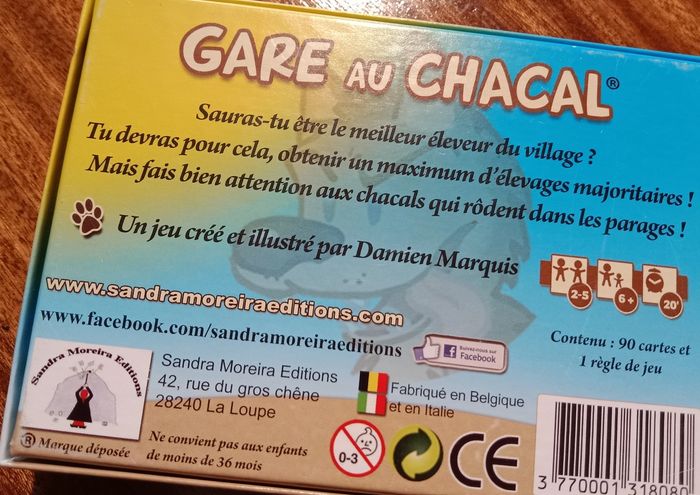 GARE AU CHACAL®
Sauras-tu être le meilleur éleveur du village ?
Tu devras pour cela, obtenir un maximum d'élevages majoritaires !
Mais fais bien attention aux chacals qui rôdent dans les parages !
Un jeu créé et illustré par Damien Marquis
2-5
6+
20'
www.sandramoreiraeditions.com
www.facebook.com/sandramoreiraeditions
Suivez-nous sur
Facebook
Contenu : 90 cartes et
1 règle de jeu
Sandra Moreira Editions
Sandra Moreira Editions
42, rue du gros chêne
28240 La Loupe
Fabriqué en Belgique
et en Italie
® Marque déposée
Ne convient pas aux enfants
de moins de 36 mois
0-3
CE
3 770001 318080